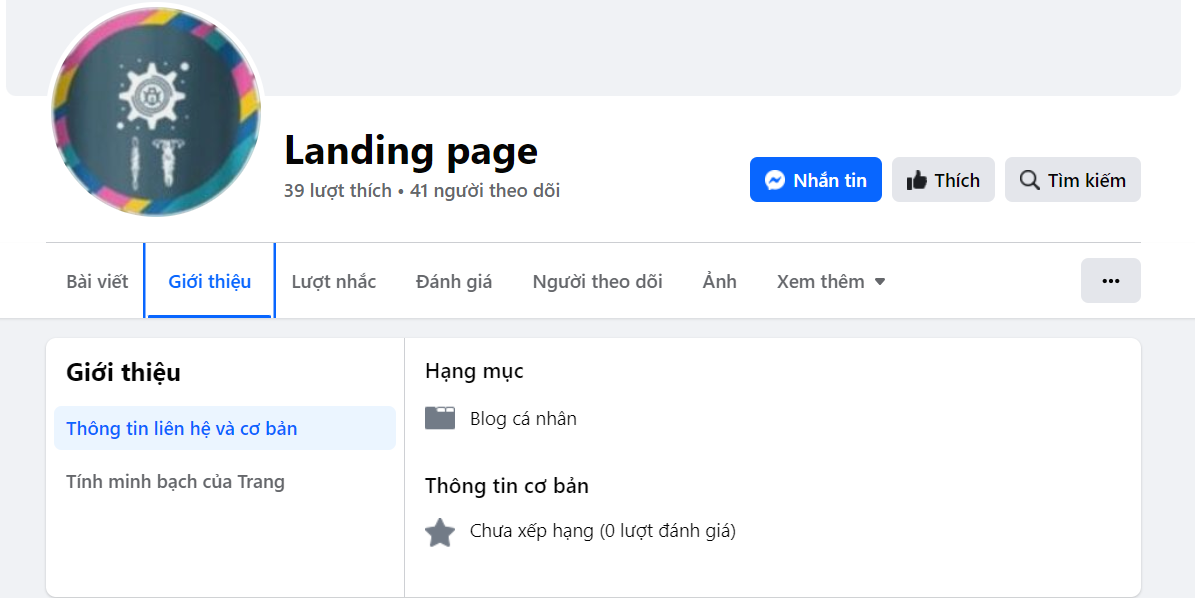 Landing page
39 lượt thích • 41 người theo dõi
Nhắn tin
Thích
Tìm kiếm
Bài viết
Giới thiệu
Lượt nhắc
Đánh giá
Người theo dõi
Ảnh
Xem thêm
Giới thiệu
Thông tin liên hệ và cơ bản
Tính minh bạch của Trang
Hạng mục
Blog cá nhân
Thông tin cơ bản
Chưa xếp hạng (0 lượt đánh giá)